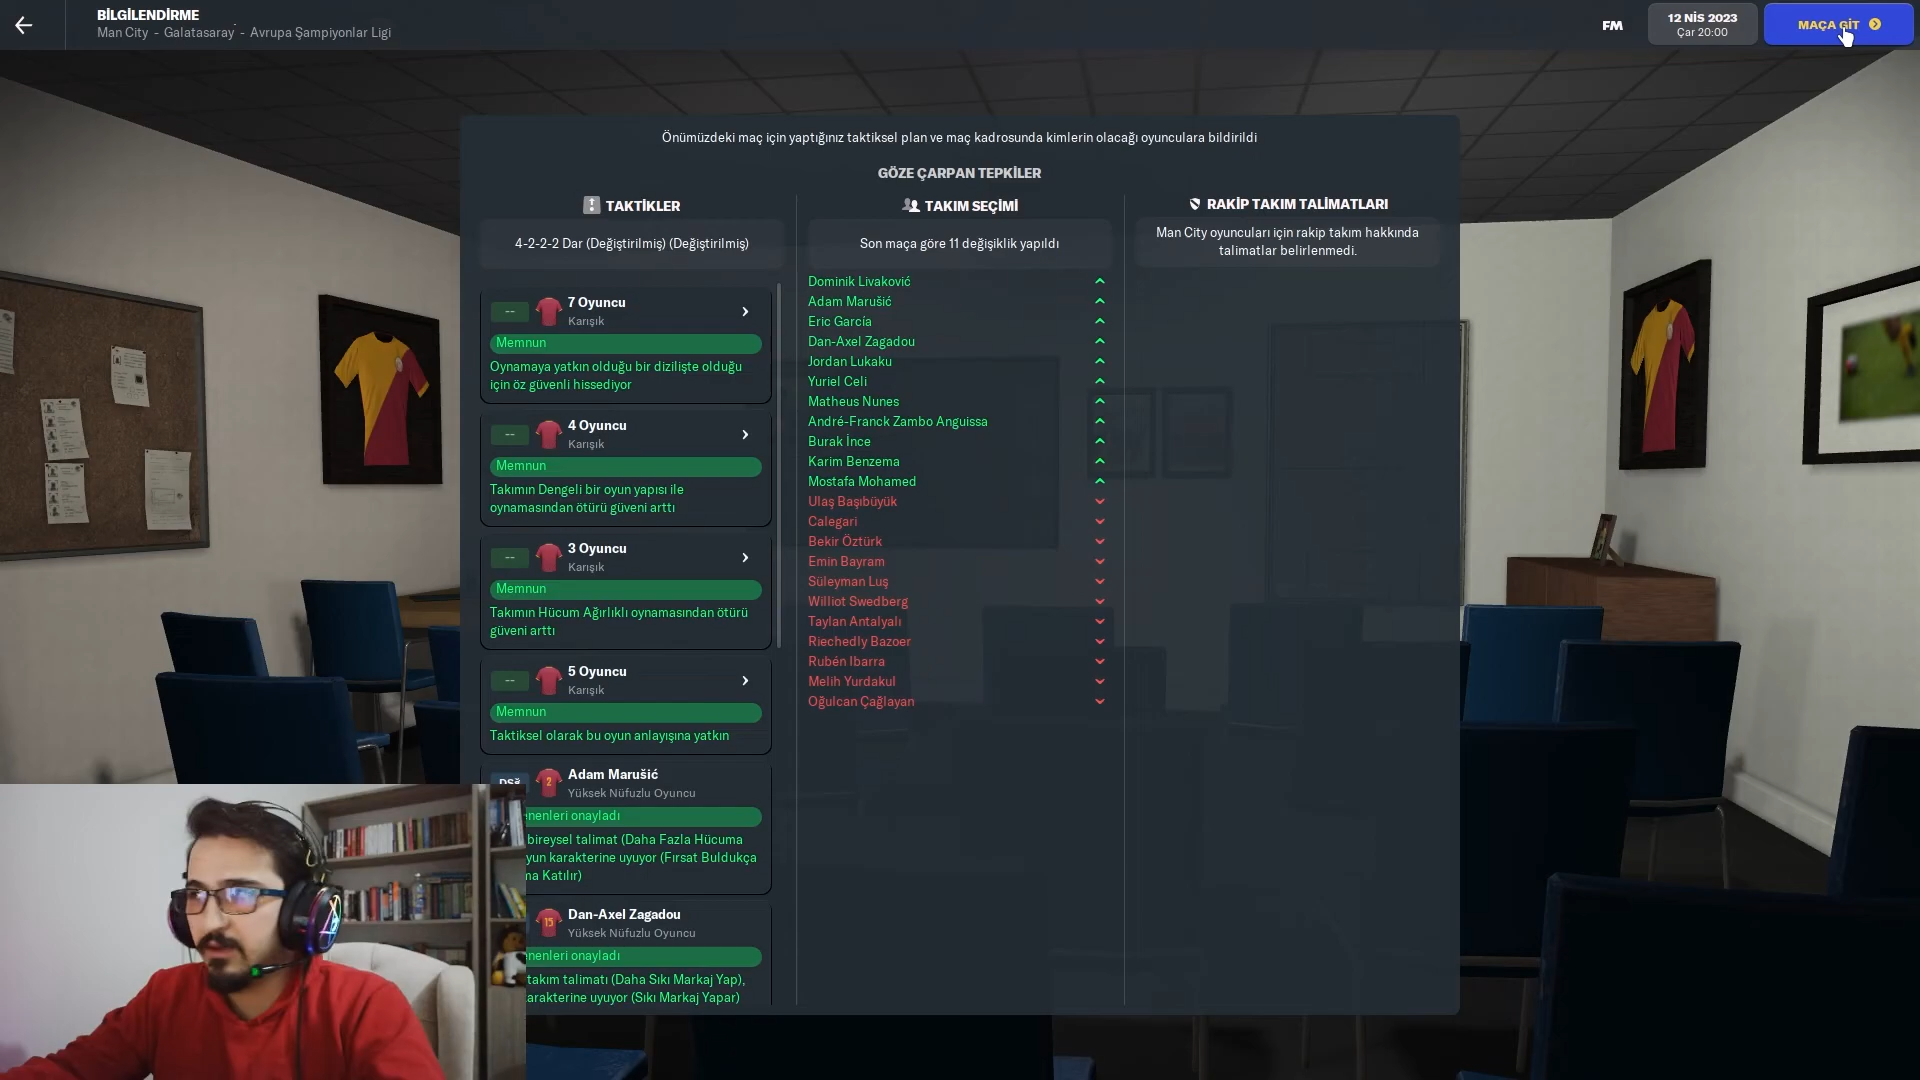 BİLGİLENDİRME
Man City - Galatasaray - Avrupa Şampiyonlar Ligi
FM
12 NİS 2023
Çar 20:00
MAÇA GİT
Önümüzdeki maç için yaptığınız taktiksel plan ve maç kadrosunda kimlerin olacağı oyunculara bildirildi
GÖZE ÇARPAN TEPKİLER
TAKTİKLER
4-2-2-2 Dar (Değiştirilmiş) (Değiştirilmiş)
-- 7 Oyuncu
Karışık
Memnun
Oynamaya yatkın olduğu bir dizilişte olduğu
için öz güvenli hissediyor
-- 4 Oyuncu
Karışık
Memnun
Takımın Dengeli bir oyun yapısı ile
oynamasından ötürü güveni arttı
-- 3 Oyuncu
Karışık
Memnun
Takımın Hücum Ağırlıklı oynamasından ötürü
güveni arttı
-- 5 Oyuncu
Karışık
Memnun
Taktiksel olarak bu oyun anlayışına yatkın
2 Adam Marušić
Yüksek Nüfuzlu Oyuncu
onayladı
bireysel talimat (Daha Fazla Hücuma
karakterine uyuyor (Fırsat Buldukça
Katılır)
15 Dan-Axel Zagadou
Yüksek Nüfuzlu Oyuncu
onayladı
takım talimatı (Daha Sıkı Markaj Yap),
uyuyor (Sıkı Markaj Yapar)
TAKIM SEÇİMİ
Son maça göre 11 değişiklik yapıldı
Dominik Livaković
Adam Marušić
Eric García
Dan-Axel Zagadou
Jordan Lukaku
Yuriel Celi
Matheus Nunes
André-Franck Zambo Anguissa
Burak İnce
Karim Benzema
Mostafa Mohamed
Ulaş Başıbüyük
Calegari
Bekir Öztürk
Emin Bayram
Süleyman Luş
Williot Swedberg
Taylan Antalyalı
Riechedly Bazoer
Rubén Ibarra
Melih Yurdakul
Oğulcan Çağlayan
RAKİP TAKIM TALİMATLARI
Man City oyuncuları için rakip takım hakkında
talimatlar belirlenmedi.